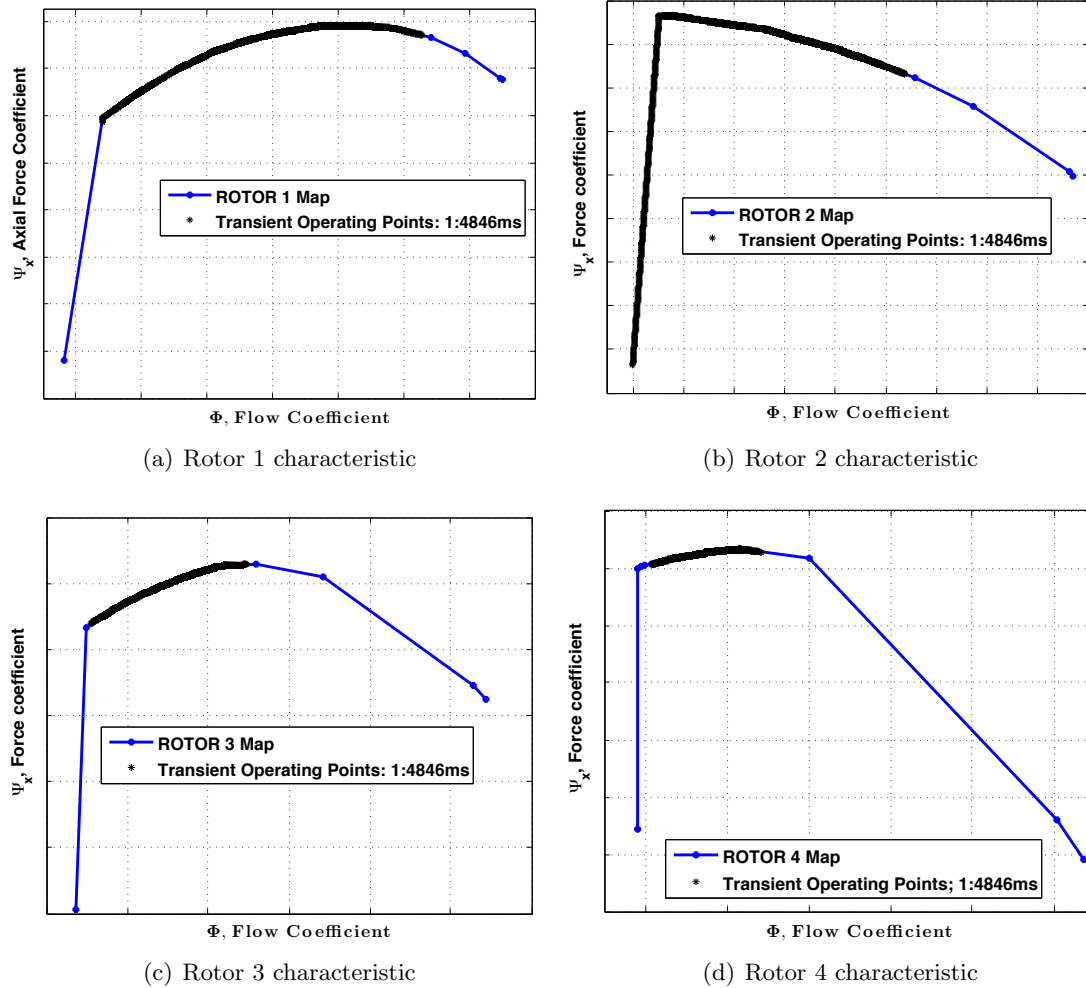 Ψx, Axial Force Coefficient
ROTOR 1 Map
Transient Operating Points: 1:4846ms
Φ, Flow Coefficient
(a) Rotor 1 characteristic
Ψx, Force coefficient
ROTOR 2 Map
Transient Operating Points: 1:4846ms
Φ, Flow Coefficient
(b) Rotor 2 characteristic
Ψx, Force coefficient
ROTOR 3 Map
Transient Operating Points: 1:4846ms
Φ, Flow Coefficient
(c) Rotor 3 characteristic
Ψx, Force coefficient
ROTOR 4 Map
Transient Operating Points; 1:4846ms
Φ, Flow Coefficient
(d) Rotor 4 characteristic